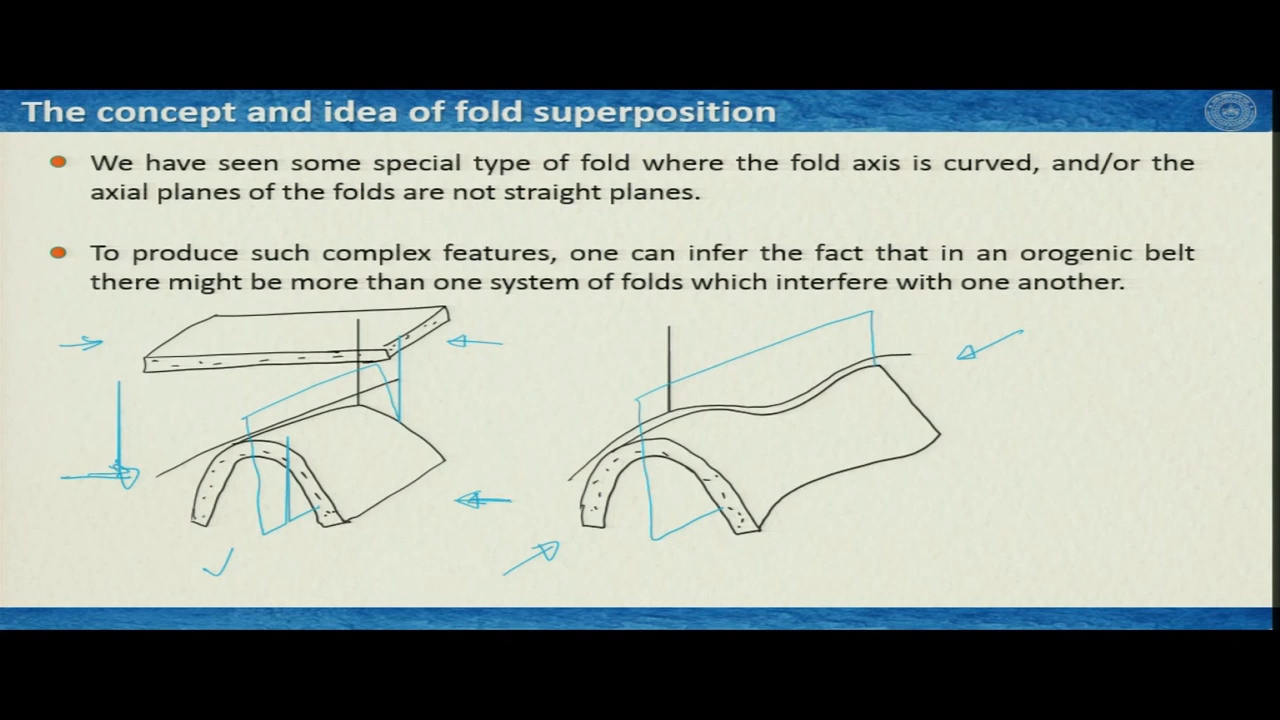 The concept and idea of fold superposition
We have seen some special type of fold where the fold axis is curved, and/or the
axial planes of the folds are not straight planes.
To produce such complex features, one can infer the fact that in an orogenic belt
there might be more than one system of folds which interfere with one another.